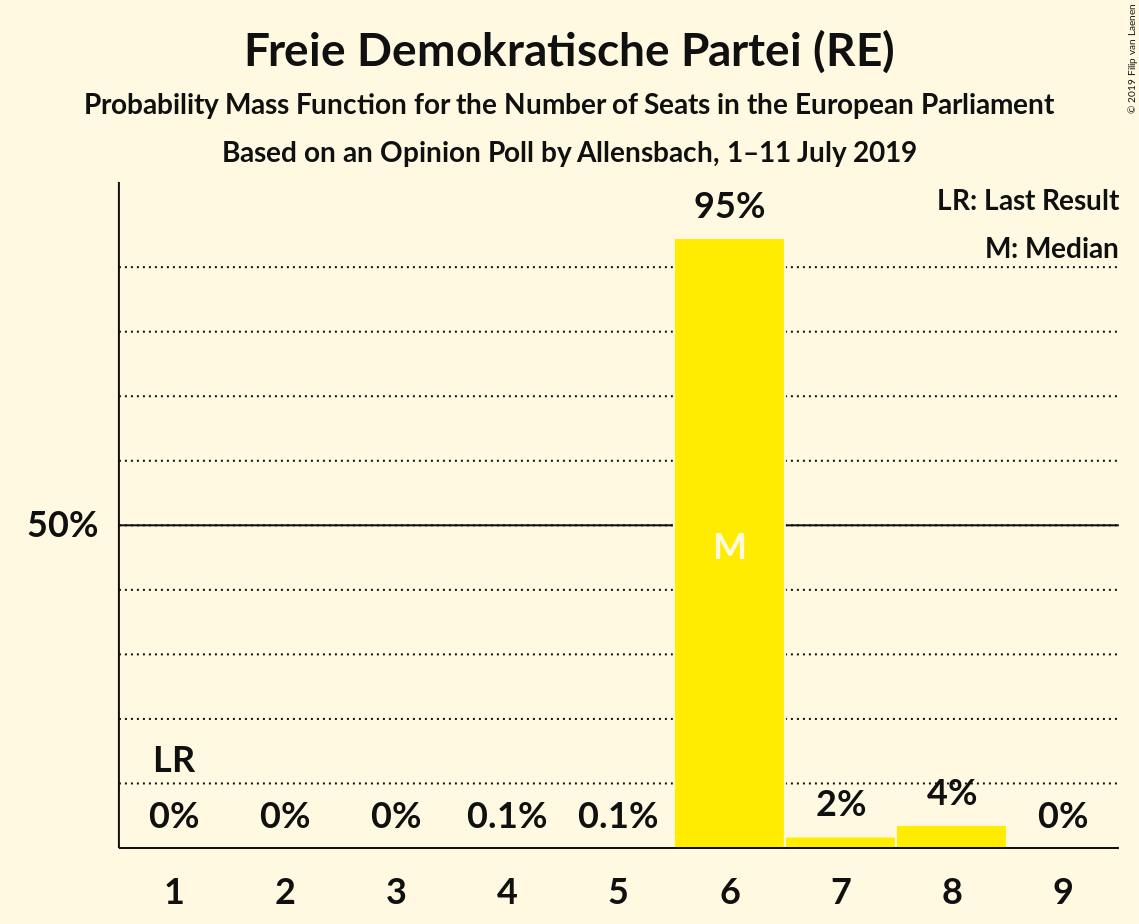 Freie Demokratische Partei (RE)
Probability Mass Function for the Number of Seats in the European Parliament
Based on an Opinion Poll by Allensbach, 1–11 July 2019
© 2019 Filip van Laenen
LR: Last Result
M: Median
95%
50%
M
LR
0% 0% 0% 0.1% 0.1% 2% 4% 0%
1 2 3 4 5 6 7 8 9